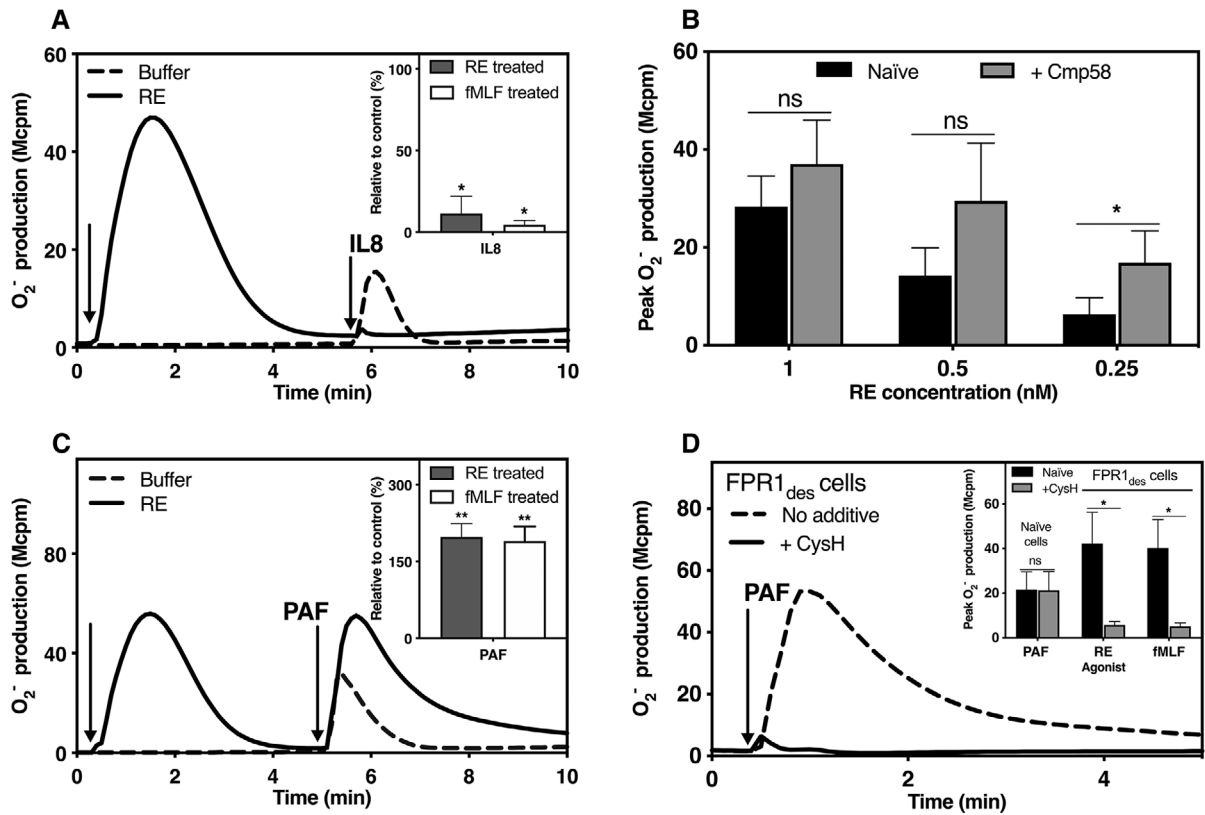 A
60
40
20
0
O2- production (Mcpm)
Buffer
RE
IL8
0
2
4
6
8
10
Time (min)
100
50
0
Relative to control (%)
RE treated
fMLF treated
*
*
IL8
B
60
40
20
0
Peak O2- production (Mcpm)
Naïve
+ Cmp58
ns
ns
*
1
0.5
0.25
RE concentration (nM)
C
80
40
0
O2- production (Mcpm)
Buffer
RE
PAF
0
2
4
6
8
10
Time (min)
300
150
0
Relative to control (%)
RE treated
fMLF treated
**
**
PAF
D
80
60
40
20
0
O2- production (Mcpm)
FPR1des cells
No additive
+ CysH
PAF
0
2
4
Time (min)
60
40
20
0
Peak O2- production (Mcpm)
Naïve
+CysH
FPR1des cells
Naïve
cells
ns
*
*
PAF
RE
fMLF
Agonist